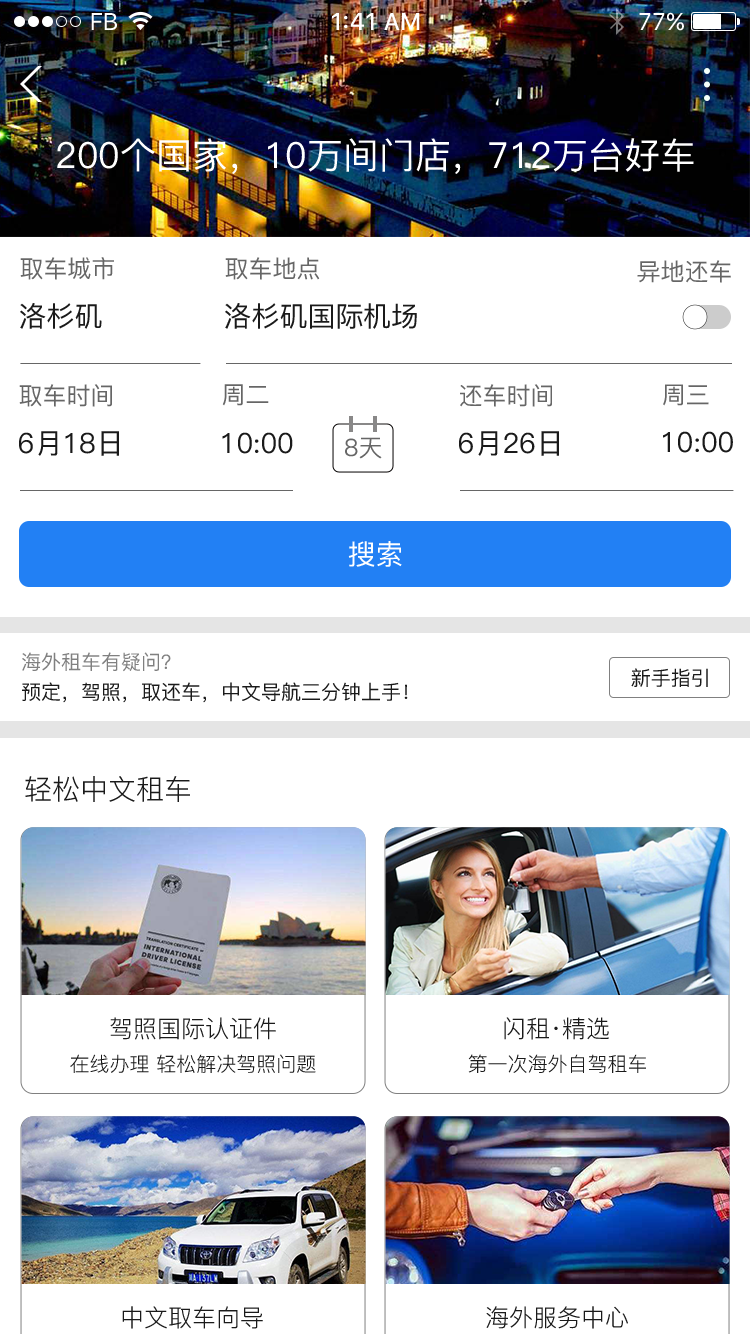 FB 1:41 AM 77%
200个国家，10万间门店，712万台好车
取车城市 取车地点 异地还车
洛杉矶 洛杉矶国际机场
取车时间 周二 还车时间 周三
6月18日 10:00 8天 6月26日 10:00
搜索
海外租车有疑问?
预定，驾照，取还车，中文导航三分钟上手!
新手指引
轻松中文租车
TRANSLATION CERTIFICATE
INTERNATIONAL
DRIVER LICENSE
驾照国际认证件
在线办理 轻松解决驾照问题
闪租·精选
第一次海外自驾租车
中文取车向导
海外服务中心